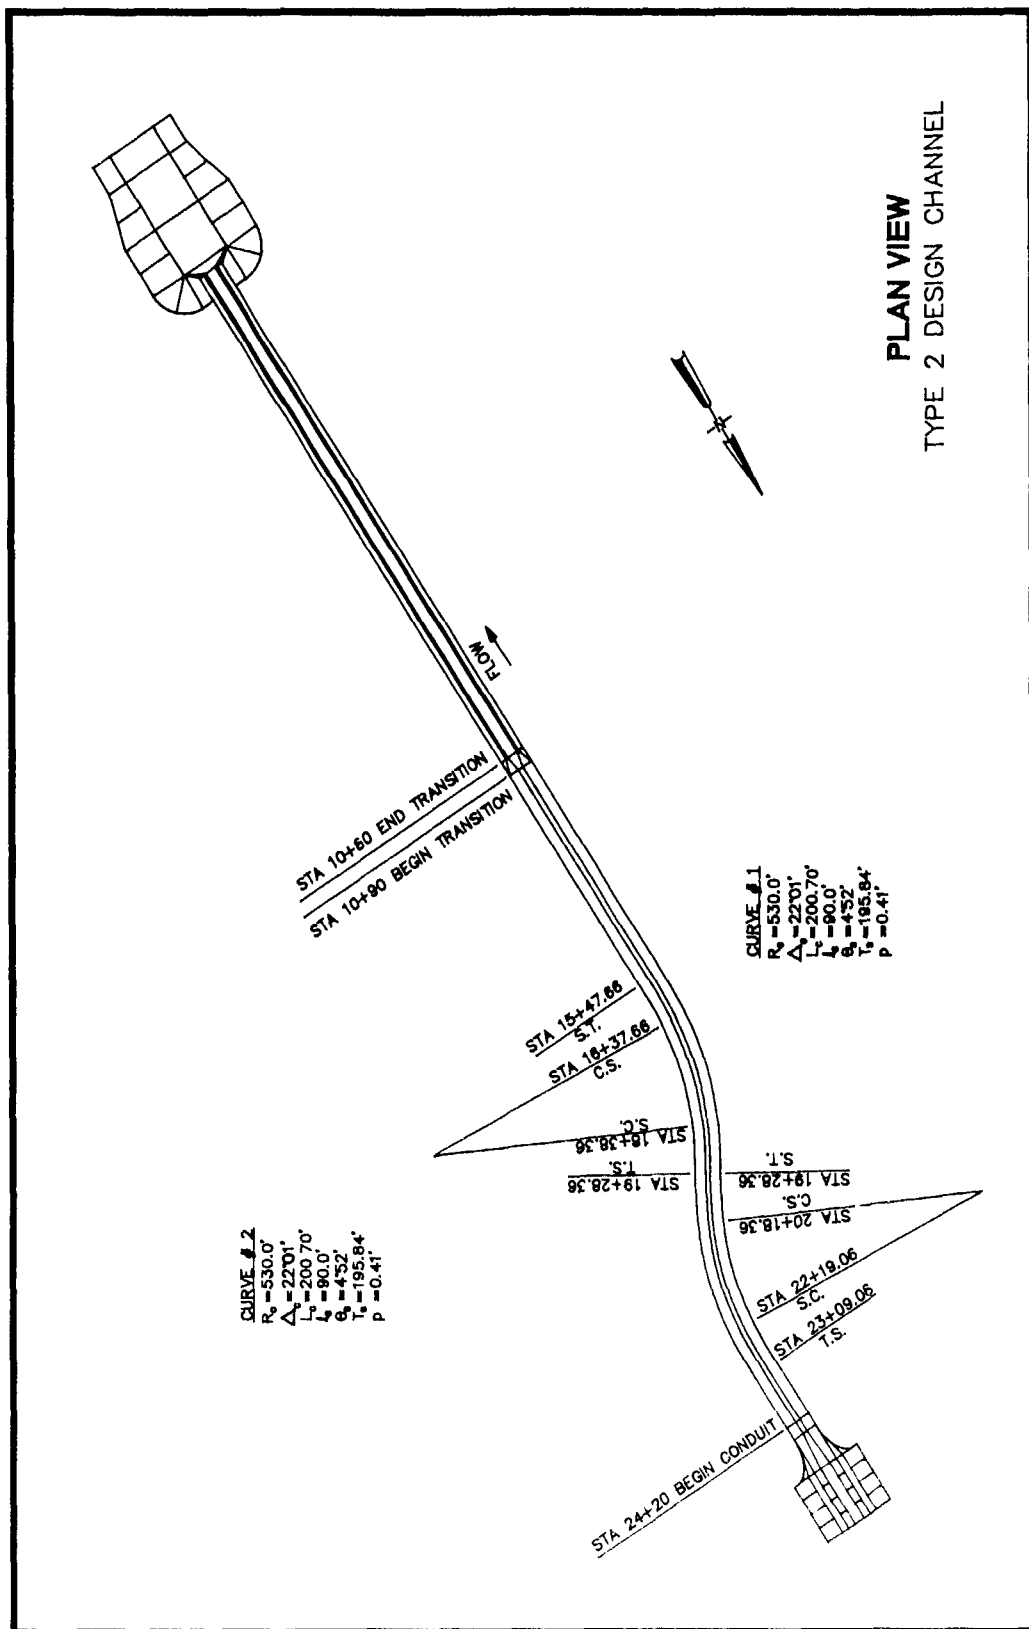 PLAN VIEW
TYPE 2 DESIGN CHANNEL
FLOW
STA 10+60 END TRANSITION
STA 10+90 BEGIN TRANSITION
STA 15+47.66
S.T.
STA 16+37.66
C.S.
STA 18+38.36
S.C.
STA 19+28.36
T.S.
STA 19+28.36
S.T.
STA 20+18.36
C.S.
STA 22+19.06
S.C.
STA 23+09.06
T.S.
STA 24+20 BEGIN CONDUIT
CURVE # 1
Rc =530.0'
Δc =22°01'
Lc =200.70'
ls =90.0'
θs =4°52'
Ts =195.84'
P =0.41'
CURVE # 2
Rc =530.0'
Δc =22°01'
Lc =200.70'
ls =90.0'
θs =4°52'
Ts =195.84'
P =0.41'